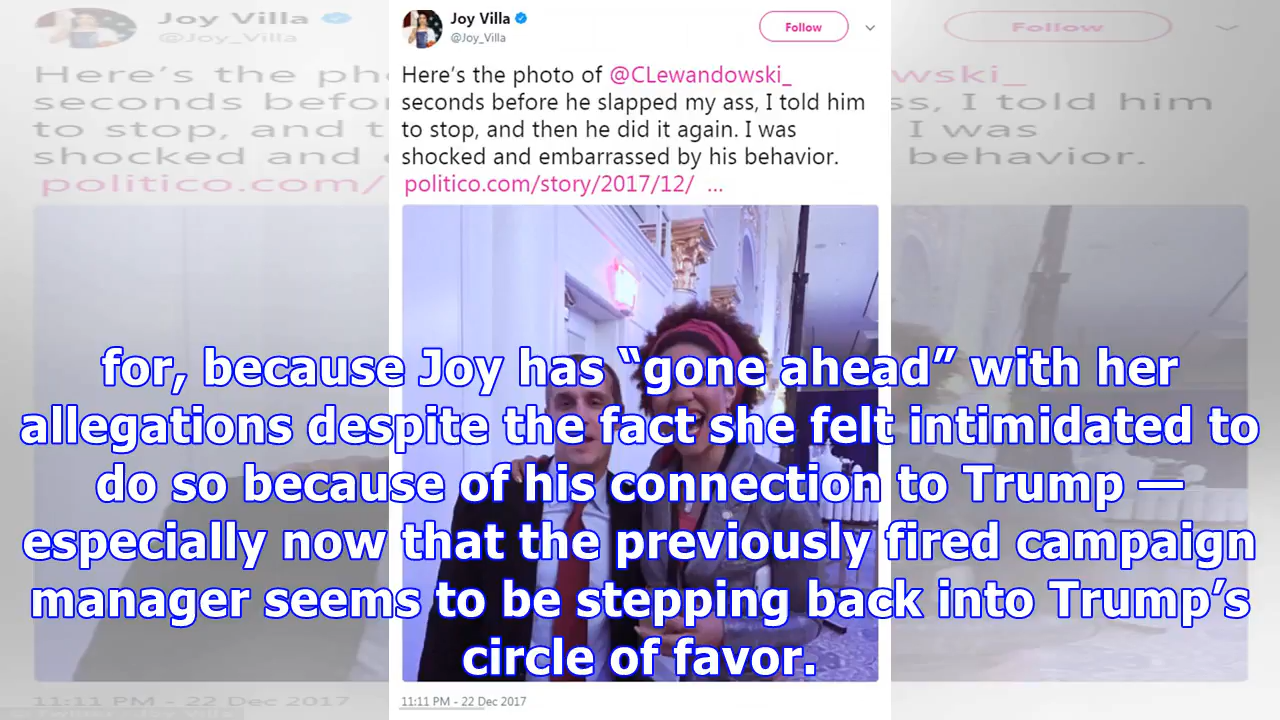 Joy Villa
@Joy_Villa
Follow
Here's the photo of @CLewandowski_
seconds before he slapped my ass, I told him
to stop, and then he did it again. I was
shocked and embarrassed by his behavior.
politico.com/story/2017/12/ ...
for, because Joy has “gone ahead” with her
allegations despite the fact she felt intimidated to
do so because of his connection to Trump —
especially now that the previously fired campaign
manager seems to be stepping back into Trump’s
circle of favor.
11:11 PM - 22 Dec 2017